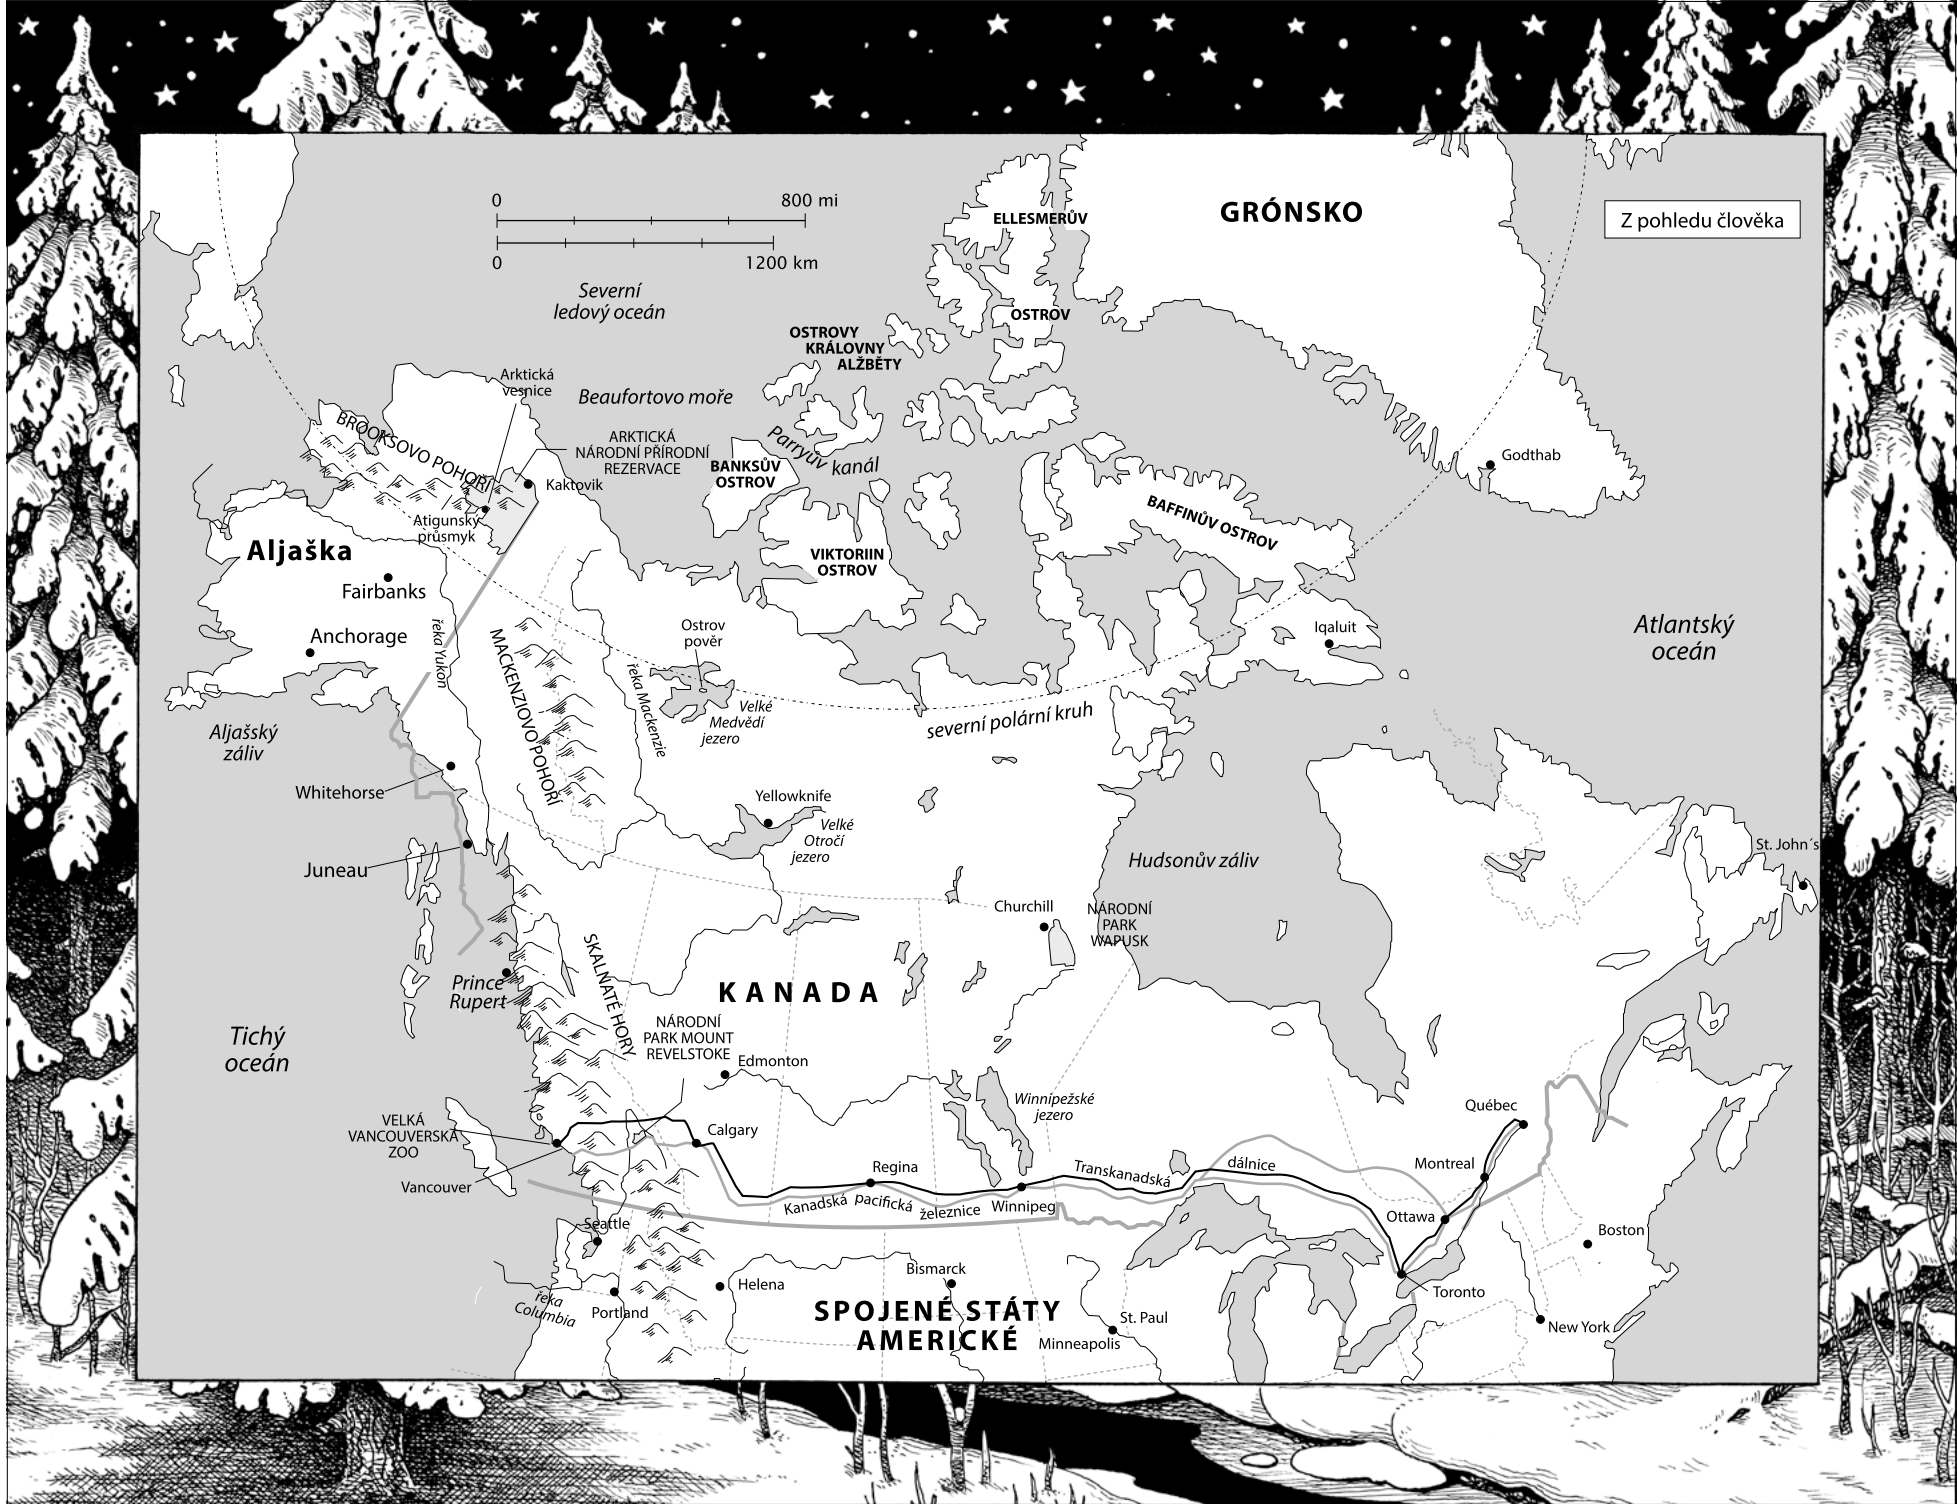 0 800 mi
0 1200 km
Z pohledu člověka
GRÓNSKO
ELLESMERŮV
OSTROV
Severní
ledový oceán
OSTROVY
KRÁLOVNY
ALŽBĚTY
Arktická
vesnice
Beaufortovo moře
BROOKSOVO POHOŘÍ
ARKTICKÁ
NÁRODNÍ PŘÍRODNÍ
REZERVACE
Parryův kanál
BANKSŮV
OSTROV
Kaktovik
Godthab
Atigunský
průsmyk
BAFFINŮV OSTROV
Aljaška
VIKTORIIN
OSTROV
Fairbanks
Anchorage
řeka Yukon
MACKENZIOVO POHOŘÍ
Ostrov
pověr
řeka Mackenzie
Iqaluit
Atlantský
oceán
Velké
Medvědí
jezero
severní polární kruh
Aljašský
záliv
Whitehorse
Yellowknife
Velké
Otročí
jezero
Juneau
Hudsonův záliv
St. John´s
Churchill
NÁRODNÍ
PARK
WAPUSK
SKALNATÉ HORY
Prince
Rupert
KANADA
Tichý
oceán
NÁRODNÍ
PARK MOUNT
REVELSTOKE
Edmonton
Winnipežské
jezero
VELKÁ
VANCOUVERSKÁ
ZOO
Calgary
Québec
Regina
Transkanadská dálnice
Montreal
Vancouver
Kanadská pacifická železnice
Winnipeg
Ottawa
Seattle
Boston
Bismarck
Helena
řeka
Columbia
Portland
Toronto
SPOJENÉ STÁTY
AMERICKÉ
St. Paul
Minneapolis
New York